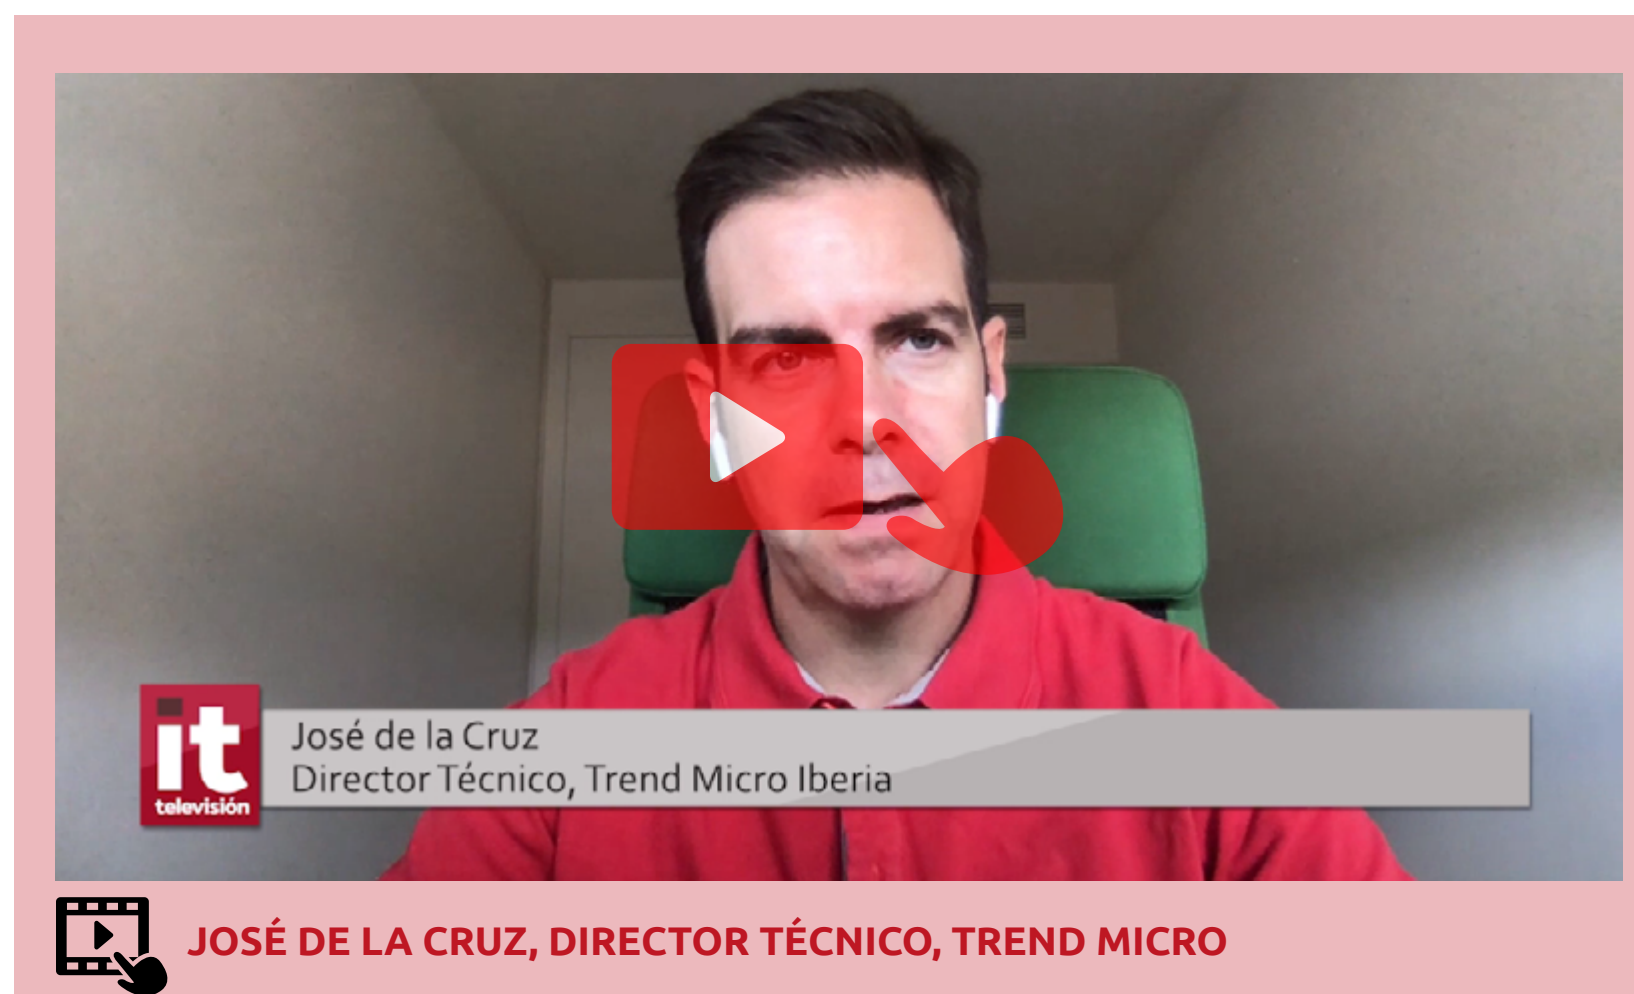 it
televisión
José de la Cruz
Director Técnico, Trend Micro Iberia
JOSÉ DE LA CRUZ, DIRECTOR TÉCNICO, TREND MICRO